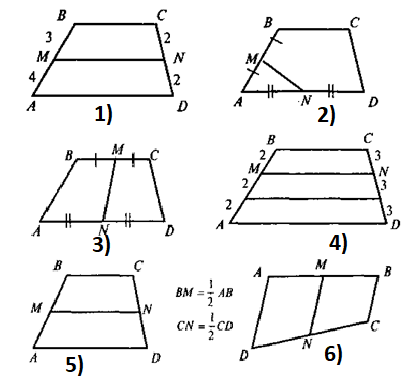 B C
3 2
M N
4 2
A D
1)
B C
M
A N D
2)
B M C
A N D
3)
B C
2 3
M N
2 3
2 3
A D
4)
B C
M N
A D
5)
BM = 1/2 AB
CN = 1/2 CD
A M B
C
N
D
6)